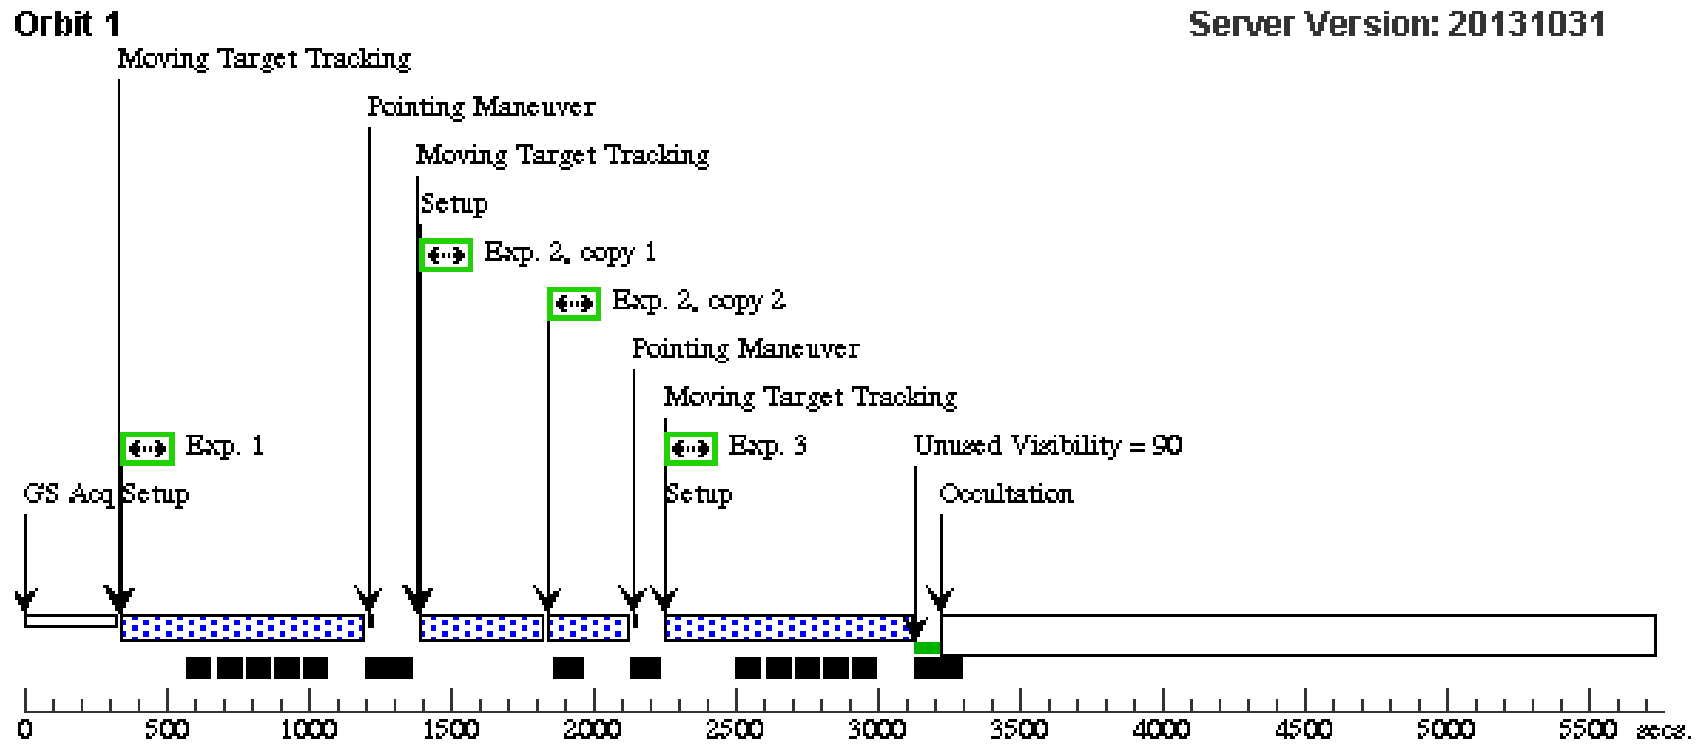 Orbit 1
Server Version: 20131031
Moving Target Tracking
Pointing Maneuver
Moving Target Tracking
Setup
Exp. 2, copy 1
Exp. 2, copy 2
Pointing Maneuver
Moving Target Tracking
Exp. 1
Exp. 3
Unused Visibility = 90
GS Acq
Setup
Setup
Occultation
0 500 1000 1500 2000 2500 3000 3500 4000 4500 5000 5500 secs.